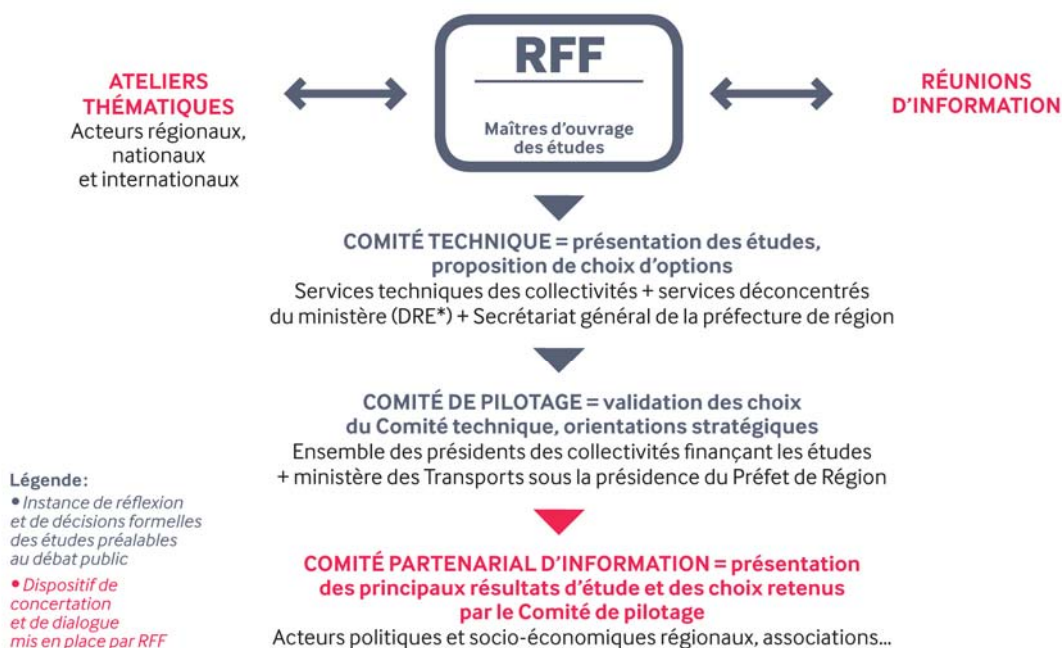 RFF
Maîtres d'ouvrage
des études
ATELIERS
THÉMATIQUES
Acteurs régionaux,
nationaux
et internationaux
RÉUNIONS
D'INFORMATION
COMITÉ TECHNIQUE = présentation des études,
proposition de choix d'options
Services techniques des collectivités + services déconcentrés
du ministère (DRE*) + Secrétariat général de la préfecture de région
COMITÉ DE PILOTAGE = validation des choix
du Comité technique, orientations stratégiques
Ensemble des présidents des collectivités finançant les études
+ ministère des Transports sous la présidence du Préfet de Région
COMITÉ PARTENARIAL D'INFORMATION = présentation
des principaux résultats d'étude et des choix retenus
par le Comité de pilotage
Acteurs politiques et socio-économiques régionaux, associations...
Légende:
• Instance de réflexion
et de décisions formelles
des études préalables
au débat public
• Dispositif de
concertation
et de dialogue
mis en place par RFF